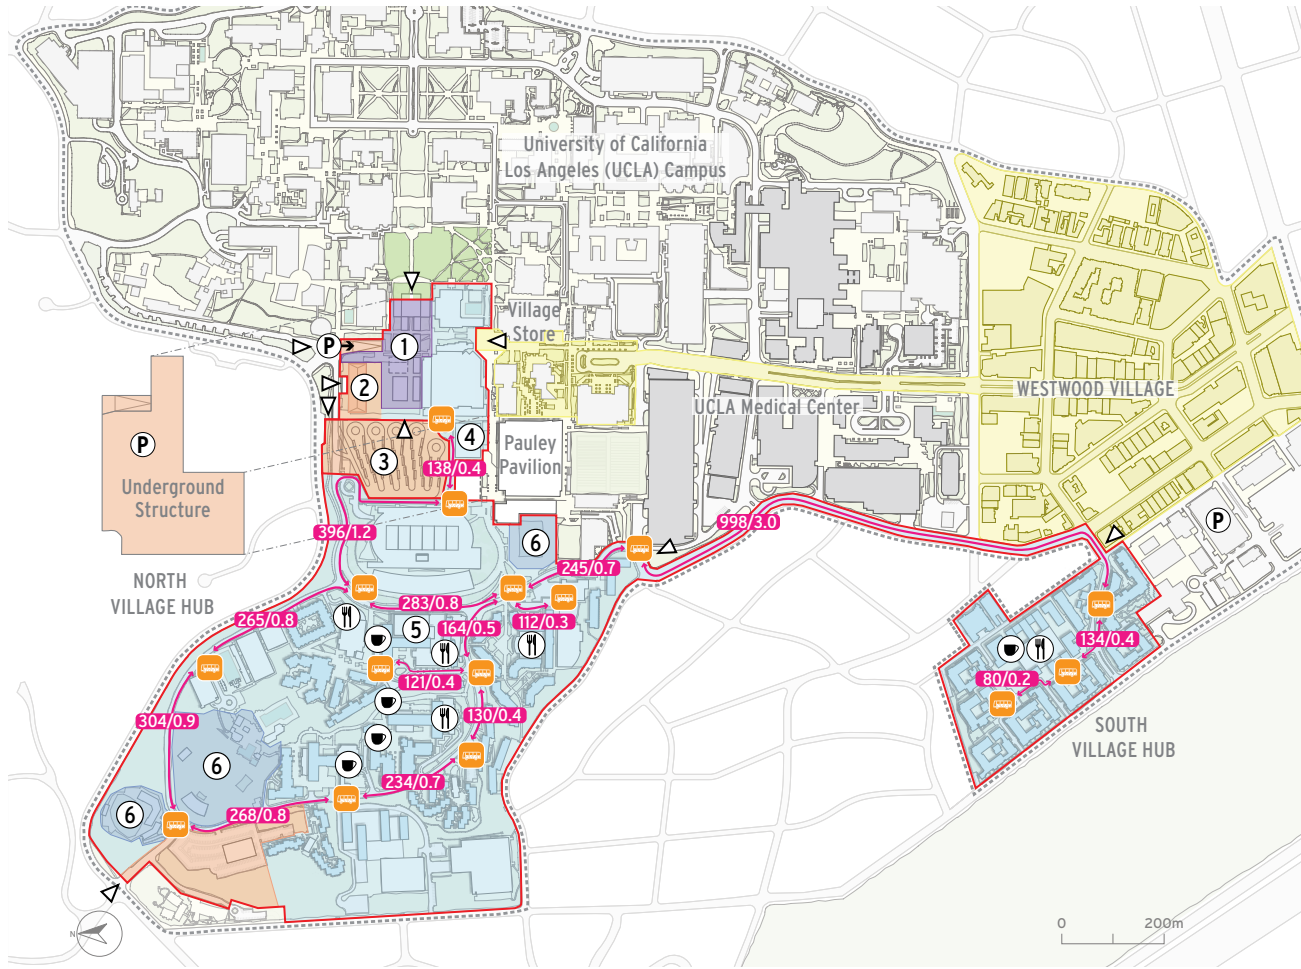 University of California
Los Angeles (UCLA) Campus
Village
Store
P
1
2
WESTWOOD VILLAGE
UCLA Medical Center
4
Pauley
Pavilion
P
3
138/0.4
Underground
Structure
998/3.0
P
396/1.2
6
245/0.7
NORTH
VILLAGE HUB
283/0.8
265/0.8
5
164/0.5
112/0.3
134/0.4
121/0.4
80/0.2
304/0.9
130/0.4
SOUTH
VILLAGE HUB
6
234/0.7
6
268/0.8
N
0
200m